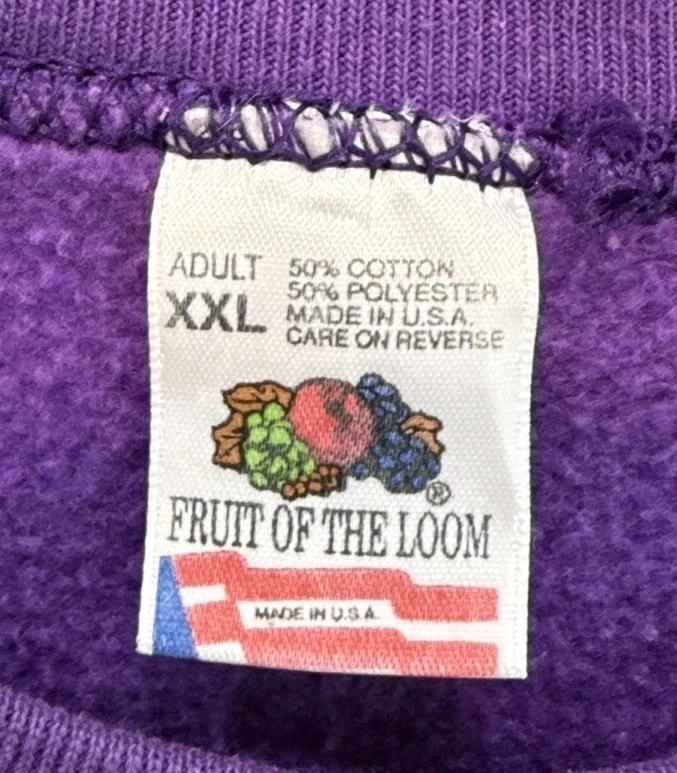 ADULT
XXL
50% COTTON
50% POLYESTER
MADE IN U.S.A.
CARE ON REVERSE
®
FRUIT OF THE LOOM
MADE IN U.S.A.